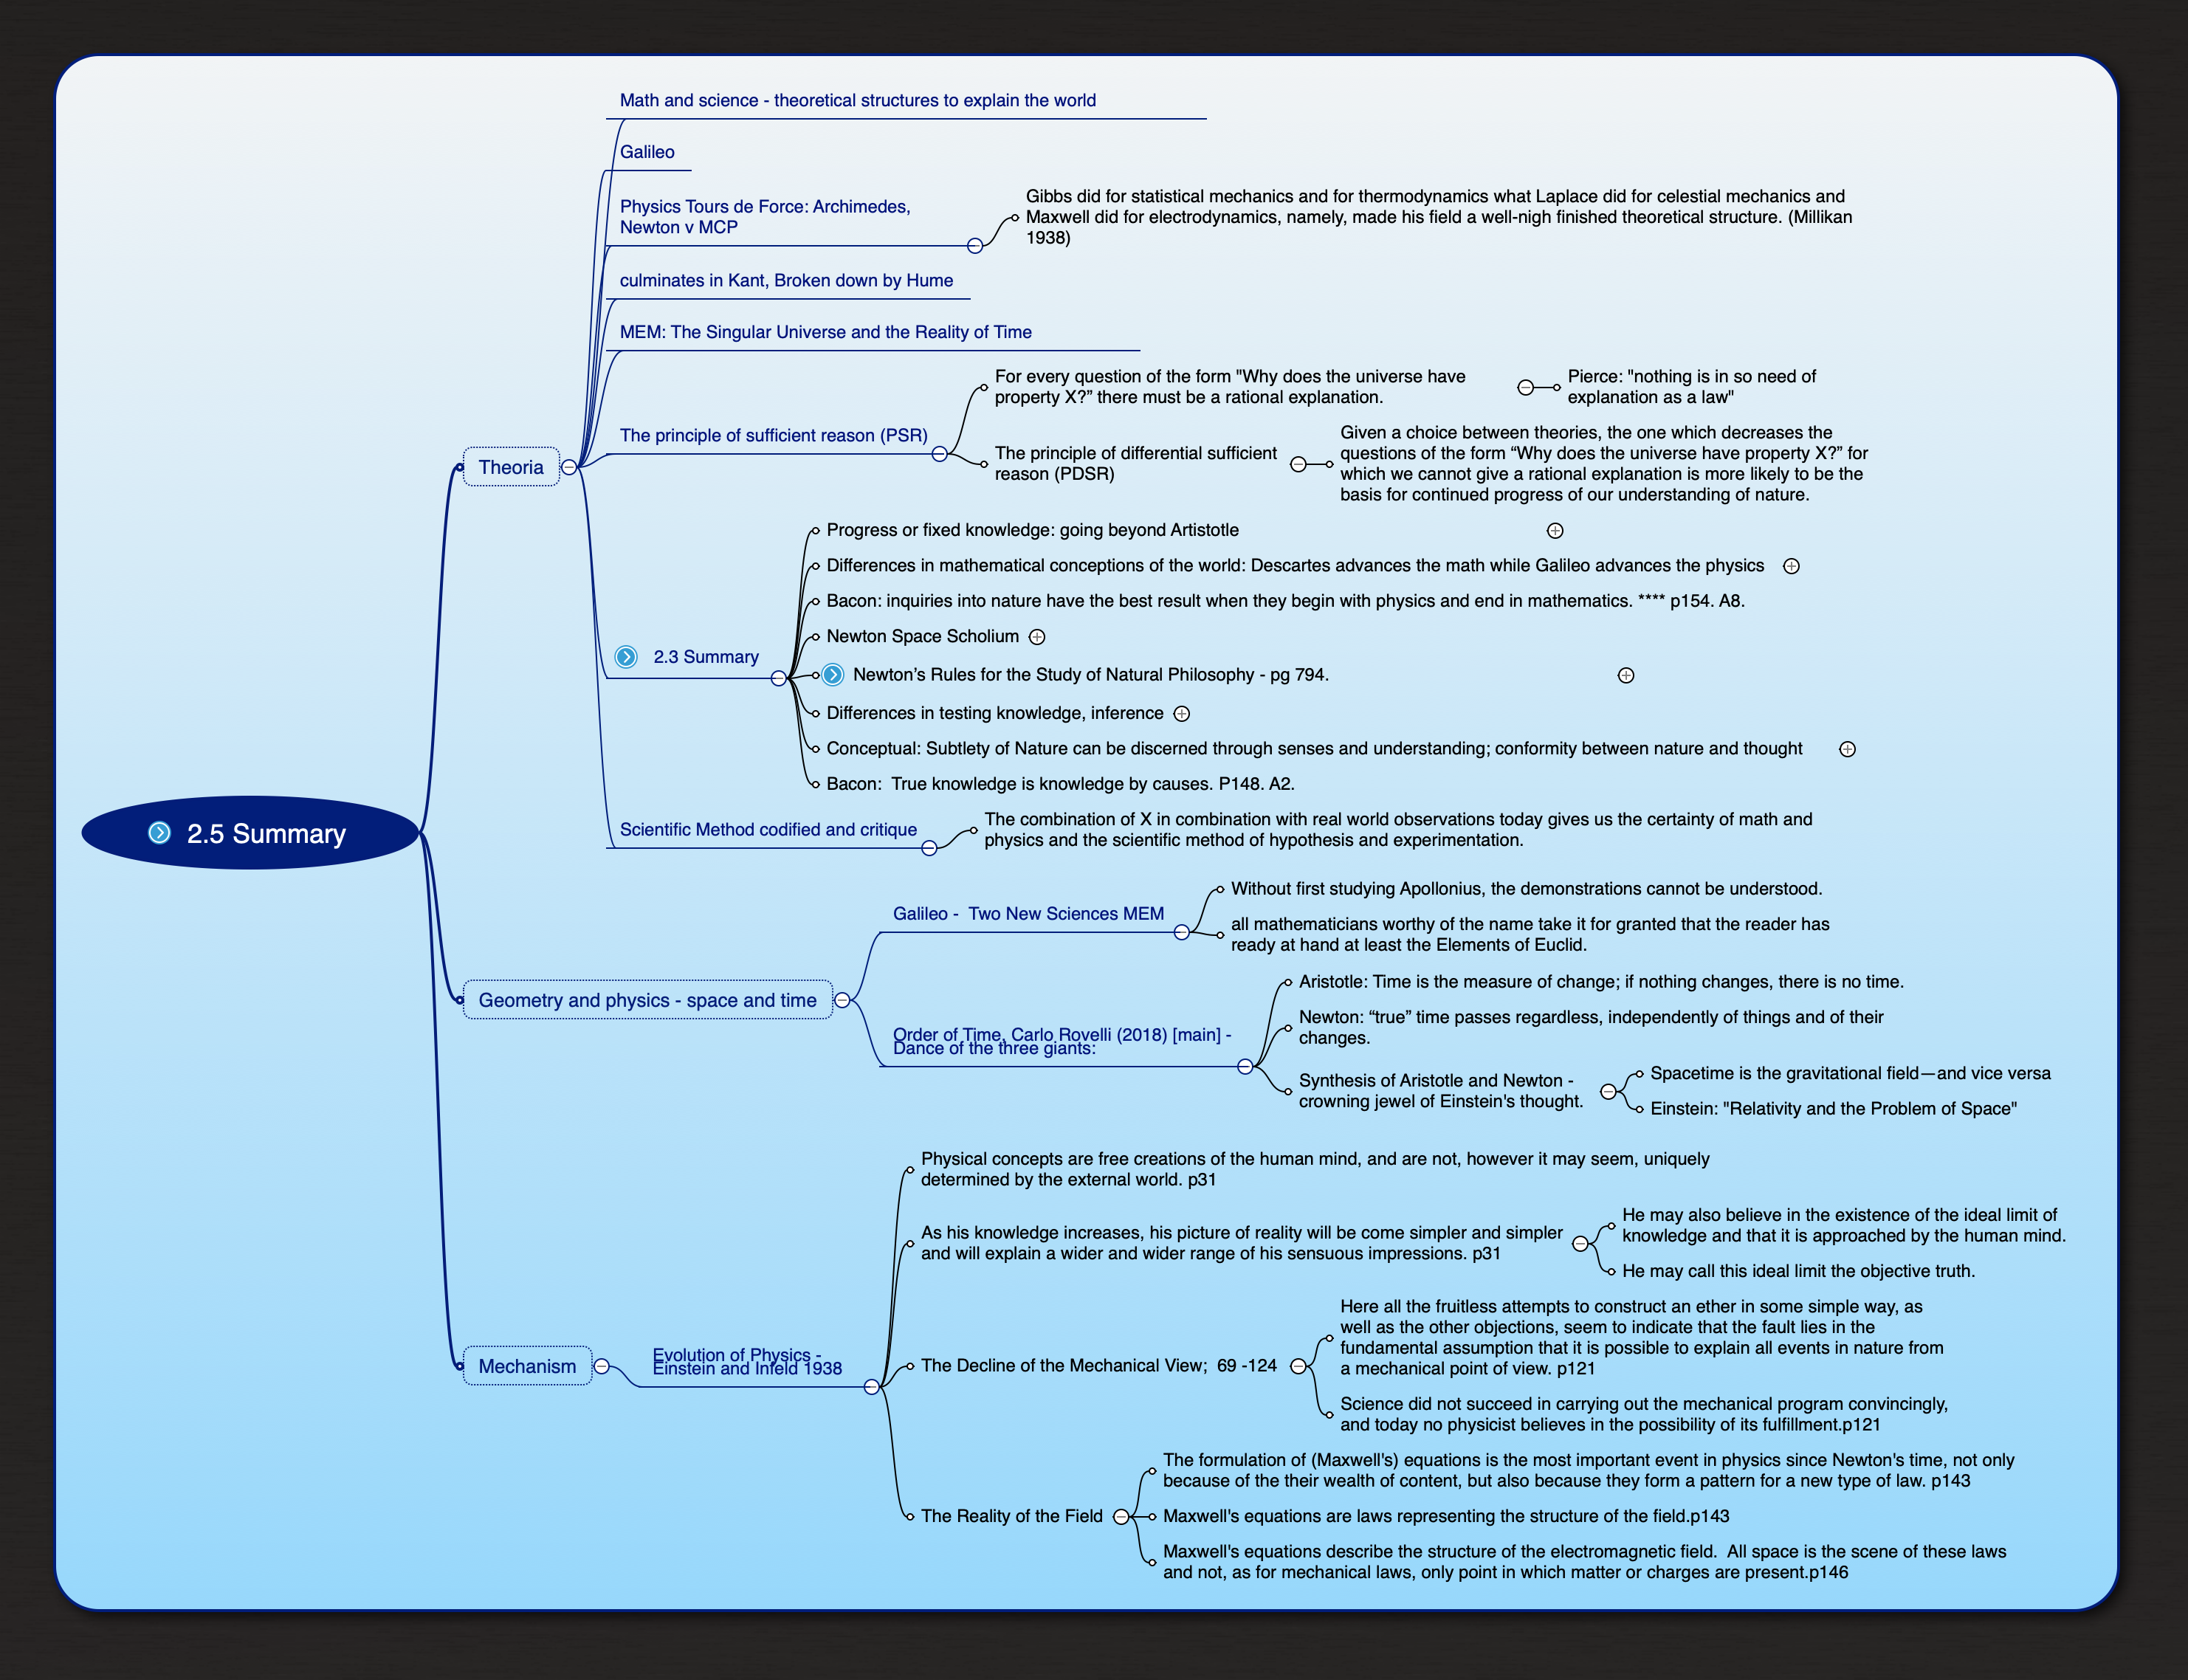 Math and science - theoretical structures to explain the world
Galileo
Physics Tours de Force: Archimedes,
Newton v MCP
Gibbs did for statistical mechanics and for thermodynamics what Laplace did for celestial mechanics and
Maxwell did for electrodynamics, namely, made his field a well-nigh finished theoretical structure. (Millikan
1938)
culminates in Kant, Broken down by Hume
MEM: The Singular Universe and the Reality of Time
The principle of sufficient reason (PSR)
For every question of the form "Why does the universe have
property X?” there must be a rational explanation.
Pierce: "nothing is in so need of
explanation as a law"
The principle of differential sufficient
reason (PDSR)
Given a choice between theories, the one which decreases the
questions of the form “Why does the universe have property X?” for
which we cannot give a rational explanation is more likely to be the
basis for continued progress of our understanding of nature.
Theoria
Progress or fixed knowledge: going beyond Artistotle
Differences in mathematical conceptions of the world: Descartes advances the math while Galileo advances the physics
Bacon: inquiries into nature have the best result when they begin with physics and end in mathematics. **** p154. A8.
Newton Space Scholium
2.3 Summary
Newton’s Rules for the Study of Natural Philosophy - pg 794.
Differences in testing knowledge, inference
Conceptual: Subtlety of Nature can be discerned through senses and understanding; conformity between nature and thought
Bacon:  True knowledge is knowledge by causes. P148. A2.
Scientific Method codified and critique
The combination of X in combination with real world observations today gives us the certainty of math and
physics and the scientific method of hypothesis and experimentation.
2.5 Summary
Galileo -  Two New Sciences MEM
Without first studying Apollonius, the demonstrations cannot be understood.
all mathematicians worthy of the name take it for granted that the reader has
ready at hand at least the Elements of Euclid.
Geometry and physics - space and time
Order of Time, Carlo Rovelli (2018) [main] -
Dance of the three giants:
Aristotle: Time is the measure of change; if nothing changes, there is no time.
Newton: “true” time passes regardless, independently of things and of their
changes.
Synthesis of Aristotle and Newton -
crowning jewel of Einstein's thought.
Spacetime is the gravitational field—and vice versa
Einstein: "Relativity and the Problem of Space"
Physical concepts are free creations of the human mind, and are not, however it may seem, uniquely
determined by the external world. p31
As his knowledge increases, his picture of reality will be come simpler and simpler
and will explain a wider and wider range of his sensuous impressions. p31
He may also believe in the existence of the ideal limit of
knowledge and that it is approached by the human mind.
He may call this ideal limit the objective truth.
Mechanism
Evolution of Physics -
Einstein and Infeld 1938
The Decline of the Mechanical View;  69 -124
Here all the fruitless attempts to construct an ether in some simple way, as
well as the other objections, seem to indicate that the fault lies in the
fundamental assumption that it is possible to explain all events in nature from
a mechanical point of view. p121
Science did not succeed in carrying out the mechanical program convincingly,
and today no physicist believes in the possibility of its fulfillment.p121
The Reality of the Field
The formulation of (Maxwell's) equations is the most important event in physics since Newton's time, not only
because of the their wealth of content, but also because they form a pattern for a new type of law. p143
Maxwell's equations are laws representing the structure of the field.p143
Maxwell's equations describe the structure of the electromagnetic field.  All space is the scene of these laws
and not, as for mechanical laws, only point in which matter or charges are present.p146